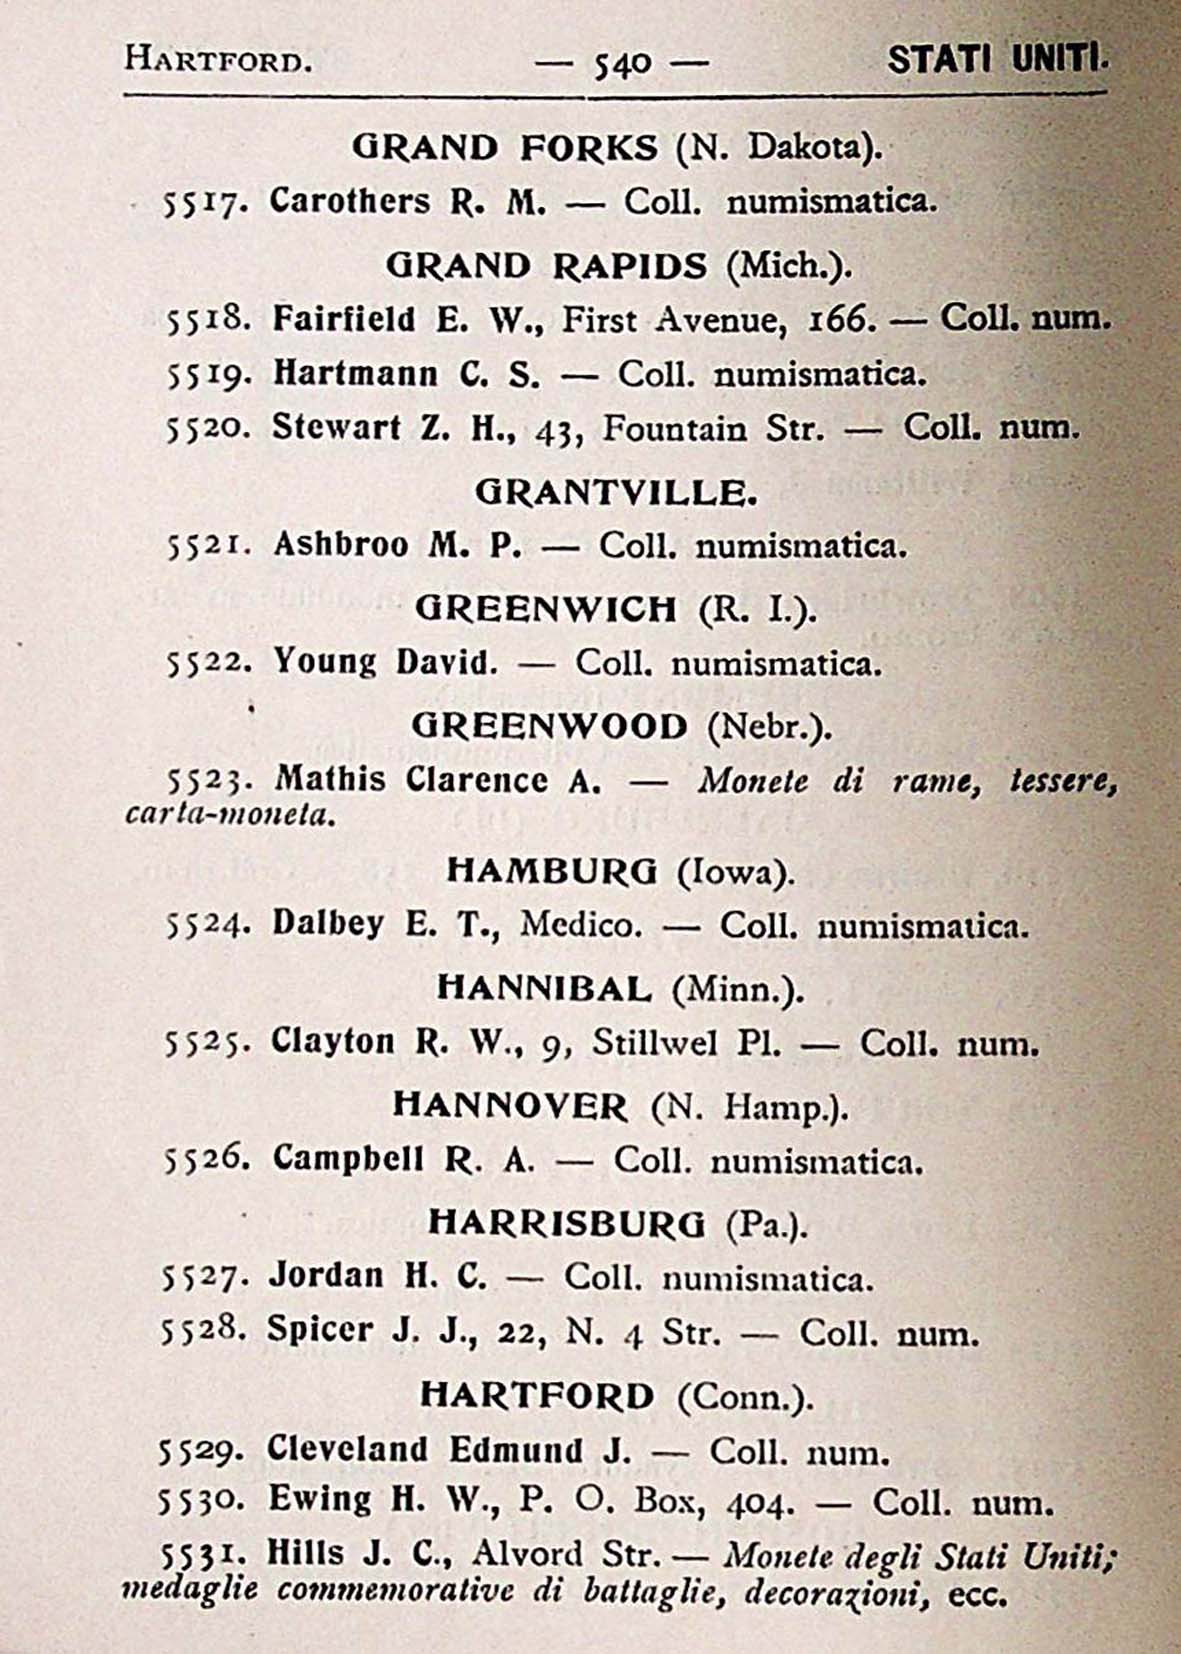 HARTFORD. — 540 — STATI UNITI.
GRAND FORKS (N. Dakota).
5517. Carothers R. M. — Coll. numismatica.
GRAND RAPIDS (Mich.).
5518. Fairfield E. W., First Avenue, 166. — Coll. num.
5519. Hartmann C. S. — Coll. numismatica.
5520. Stewart Z. H., 43, Fountain Str. — Coll. num.
GRANTVILLE.
5521. Ashbroo M. P. — Coll. numismatica.
GREENWICH (R. I.).
5522. Young David. — Coll. numismatica.
GREENWOOD (Nebr.).
5523. Mathis Clarence A. — Monete di rame, tessere,
carta-moneta.
HAMBURG (Iowa).
5524. Dalbey E. T., Medico. — Coll. numismatica.
HANNIBAL (Minn.).
5525. Clayton R. W., 9, Stillwel Pl. — Coll. num.
HANNOVER (N. Hamp.).
5526. Campbell R. A. — Coll. numismatica.
HARRISBURG (Pa.).
5527. Jordan H. C. — Coll. numismatica.
5528. Spicer J. J., 22, N. 4 Str. — Coll. num.
HARTFORD (Conn.).
5529. Cleveland Edmund J. — Coll. num.
5530. Ewing H. W., P. O. Box, 404. — Coll. num.
5531. Hills J. C., Alvord Str. — Monete degli Stati Uniti;
medaglie commemorative di battaglie, decorazioni, ecc.